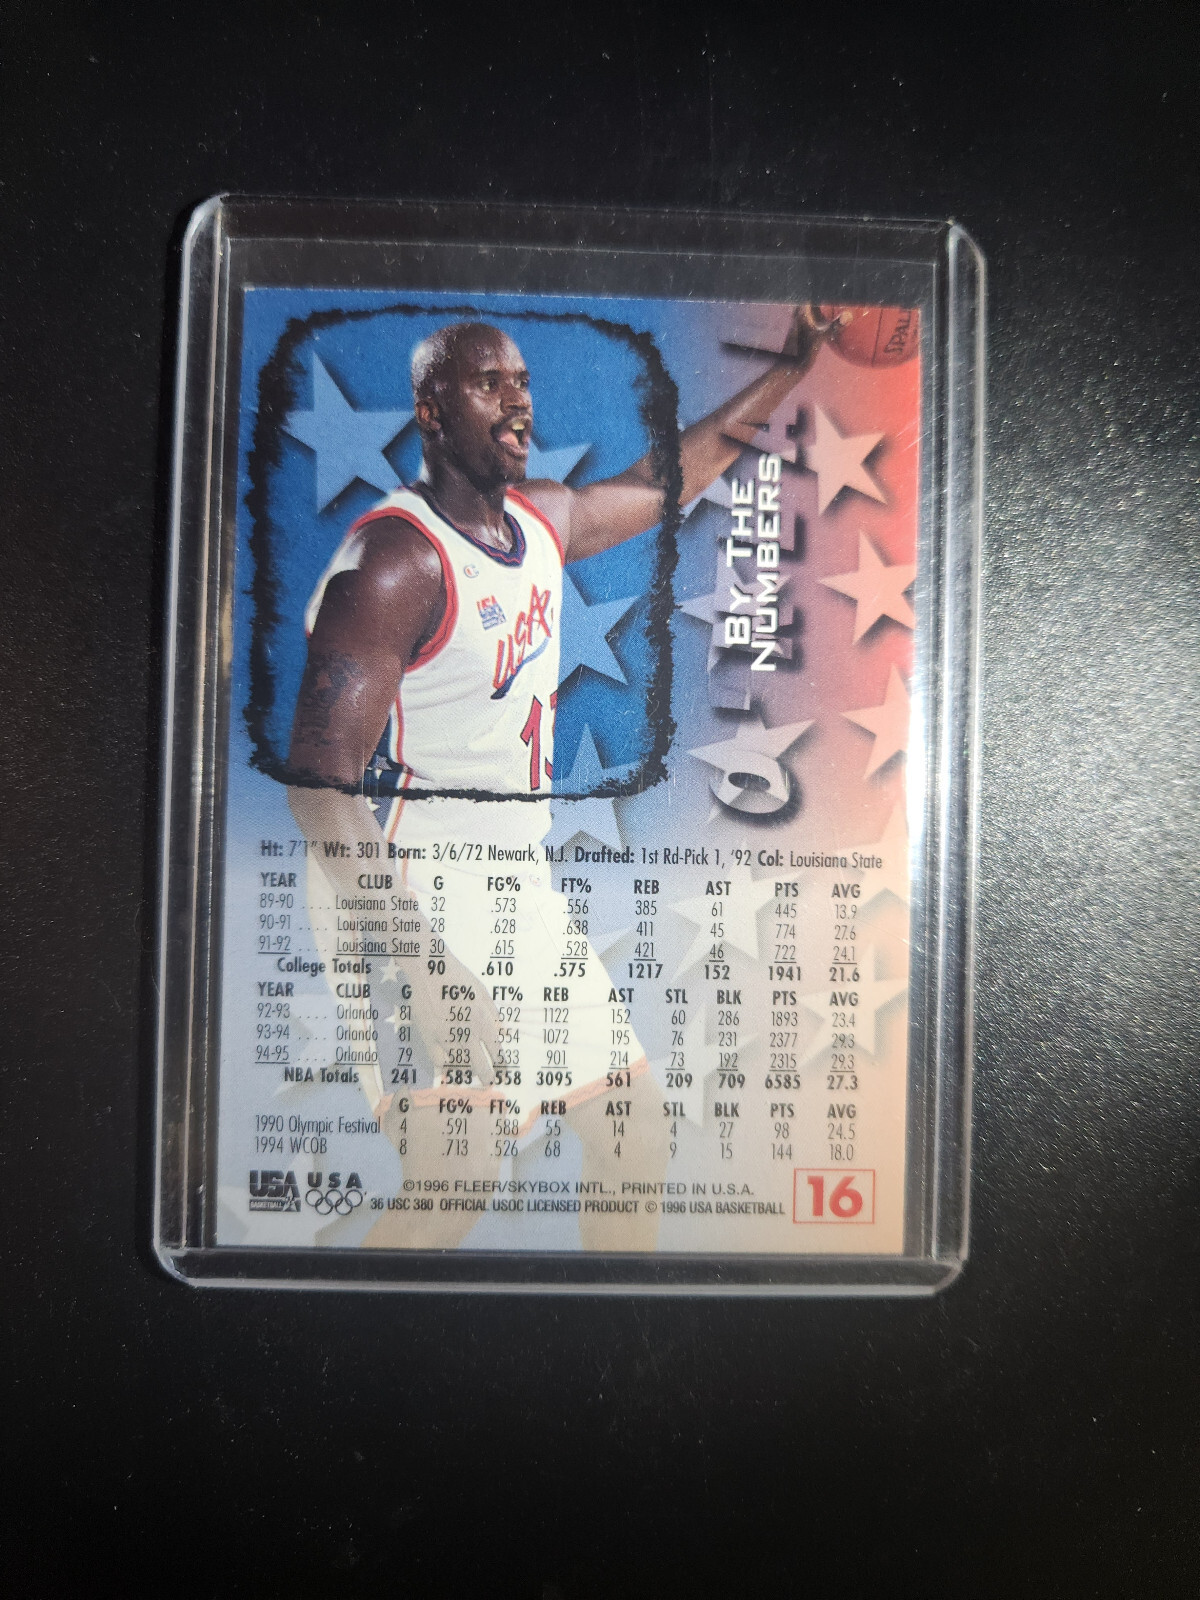 SPAL
BY THE
NUMBERS
USA
USA
13
Ht: 7'1" Wt: 301 Born: 3/6/72 Newark, N.J. Drafted: 1st Rd-Pick 1, '92 Col: Louisiana State
YEAR CLUB G FG% FT% REB AST PTS AVG
89-90 .... Louisiana State 32 .573 .556 385 61 445 13.9
90-91 .... Louisiana State 28 .628 .638 411 45 774 27.6
91-92 .... Louisiana State 30 .615 .528 421 46 722 24.1
College Totals 90 .610 .575 1217 152 1941 21.6
YEAR CLUB G FG% FT% REB AST STL BLK PTS AVG
92-93 .... Orlando 81 .562 .592 1122 152 60 286 1893 23.4
93-94 .... Orlando 81 .599 .554 1072 195 76 231 2377 29.3
94-95 .... Orlando 79 .583 .533 901 214 73 192 2315 29.3
NBA Totals 241 .583 .558 3095 561 209 709 6585 27.3
G FG% FT% REB AST STL BLK PTS AVG
1990 Olympic Festival 4 .591 .588 55 14 4 27 98 24.5
1994 WCOB 8 .713 .526 68 4 9 15 144 18.0
USA BASKETBALL USA
©1996 FLEER/SKYBOX INTL., PRINTED IN U.S.A.
36 USC 380 OFFICIAL USOC LICENSED PRODUCT © 1996 USA BASKETBALL
16